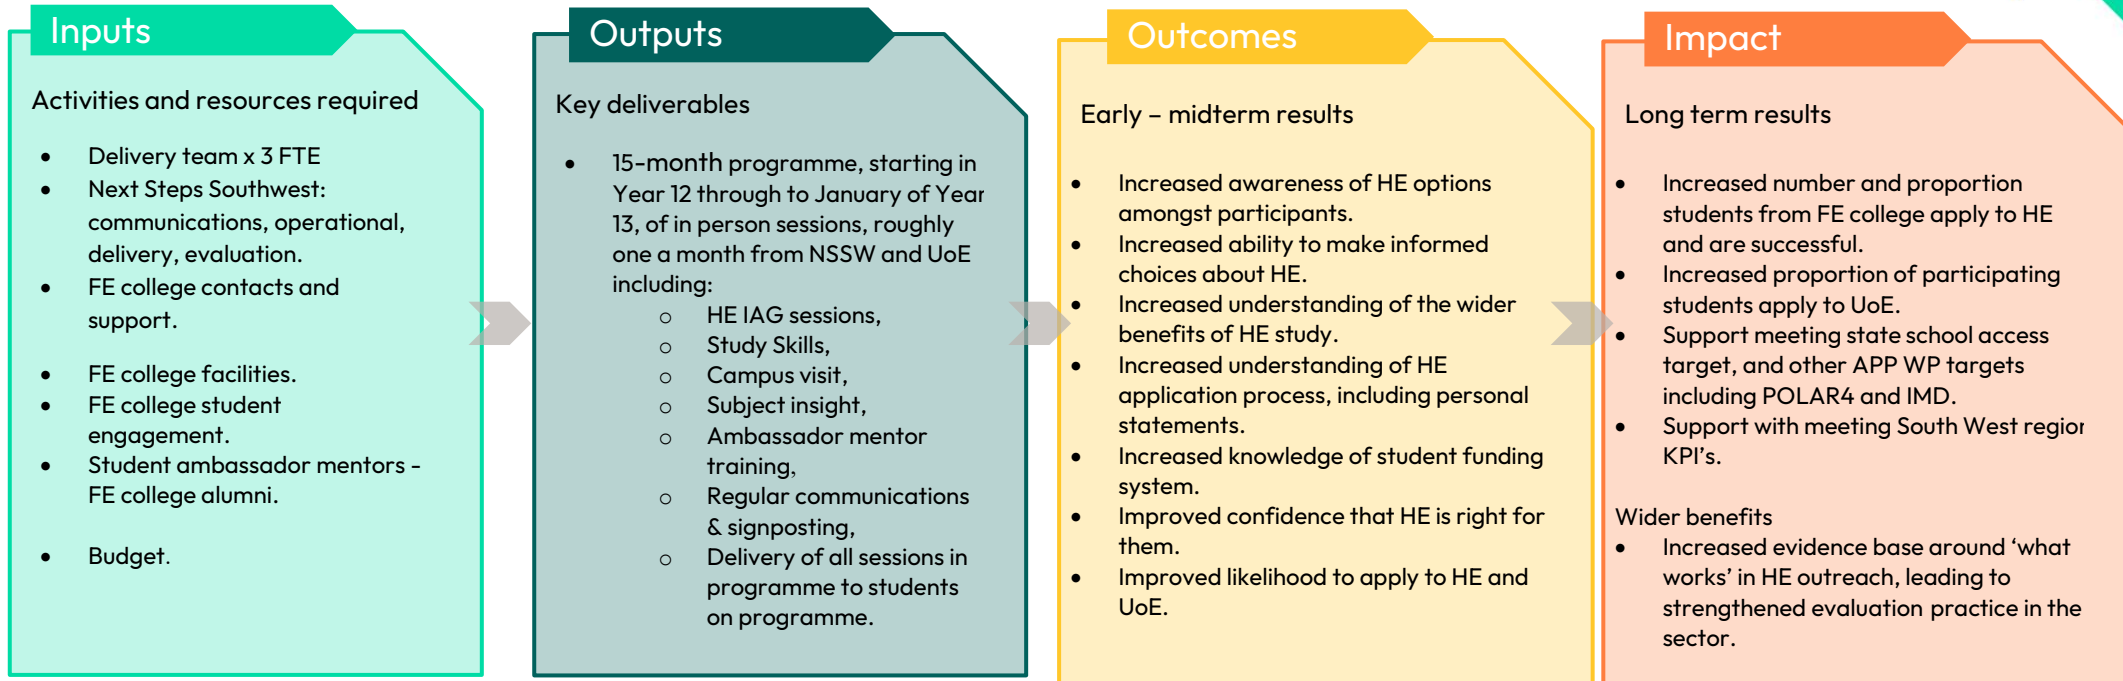 Inputs
Activities and resources required
• Delivery team x 3 FTE
• Next Steps Southwest:
communications, operational,
delivery, evaluation.
• FE college contacts and
support.
• FE college facilities.
• FE college student
engagement.
• Student ambassador mentors -
FE college alumni.
• Budget.
Outputs
Key deliverables
• 15-month programme, starting in
Year 12 through to January of Year
13, of in person sessions, roughly
one a month from NSSW and UoE
including:
o HE IAG sessions,
o Study Skills,
o Campus visit,
o Subject insight,
o Ambassador mentor
training,
o Regular communications
& signposting,
o Delivery of all sessions in
programme to students
on programme.
Outcomes
Early – midterm results
• Increased awareness of HE options
amongst participants.
• Increased ability to make informed
choices about HE.
• Increased understanding of the wider
benefits of HE study.
• Increased understanding of HE
application process, including personal
statements.
• Increased knowledge of student funding
system.
• Improved confidence that HE is right for
them.
• Improved likelihood to apply to HE and
UoE.
Impact
Long term results
• Increased number and proportion
students from FE college apply to HE
and are successful.
• Increased proportion of participating
students apply to UoE.
• Support meeting state school access
target, and other APP WP targets
including POLAR4 and IMD.
• Support with meeting South West region
KPI's.
Wider benefits
• Increased evidence base around ‘what
works’ in HE outreach, leading to
strengthened evaluation practice in the
sector.